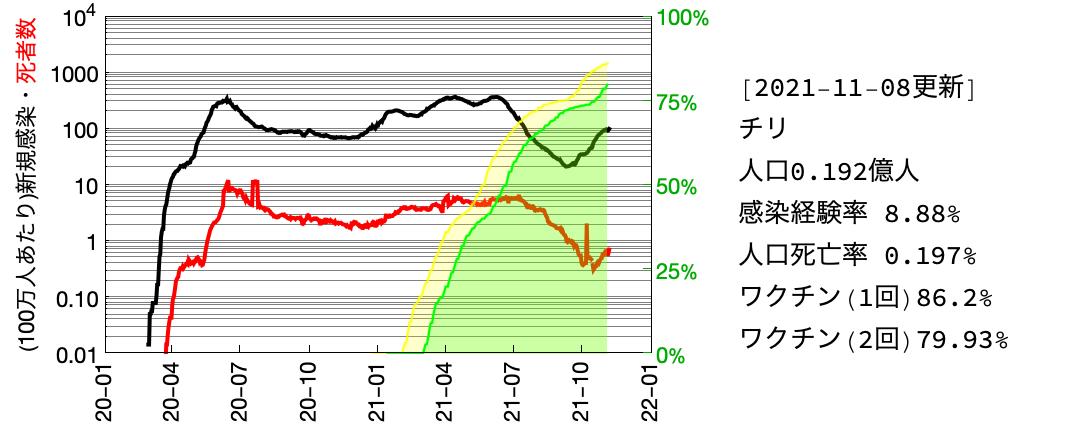 (100万人あたり)新規感染・死者数
10^4
1000
100
10
1
0.10
0.01
100%
75%
50%
25%
0%
20-01
20-04
20-07
20-10
21-01
21-04
21-07
21-10
22-01
[2021-11-08更新]
チリ
人口0.192億人
感染経験率 8.88%
人口死亡率 0.197%
ワクチン(1回)86.2%
ワクチン(2回)79.93%